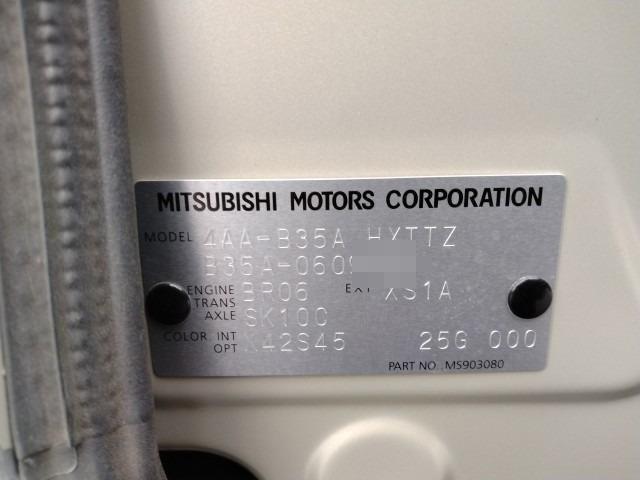 MITSUBISHI MOTORS CORPORATION
MODEL 4AA-B35A HXTTZ
B35A-0609
ENGINE BR06 EXT XS1A
TRANS
AXLE SK10C
COLOR, INT
OPT K42S45 25G 000
PART NO. MS903080